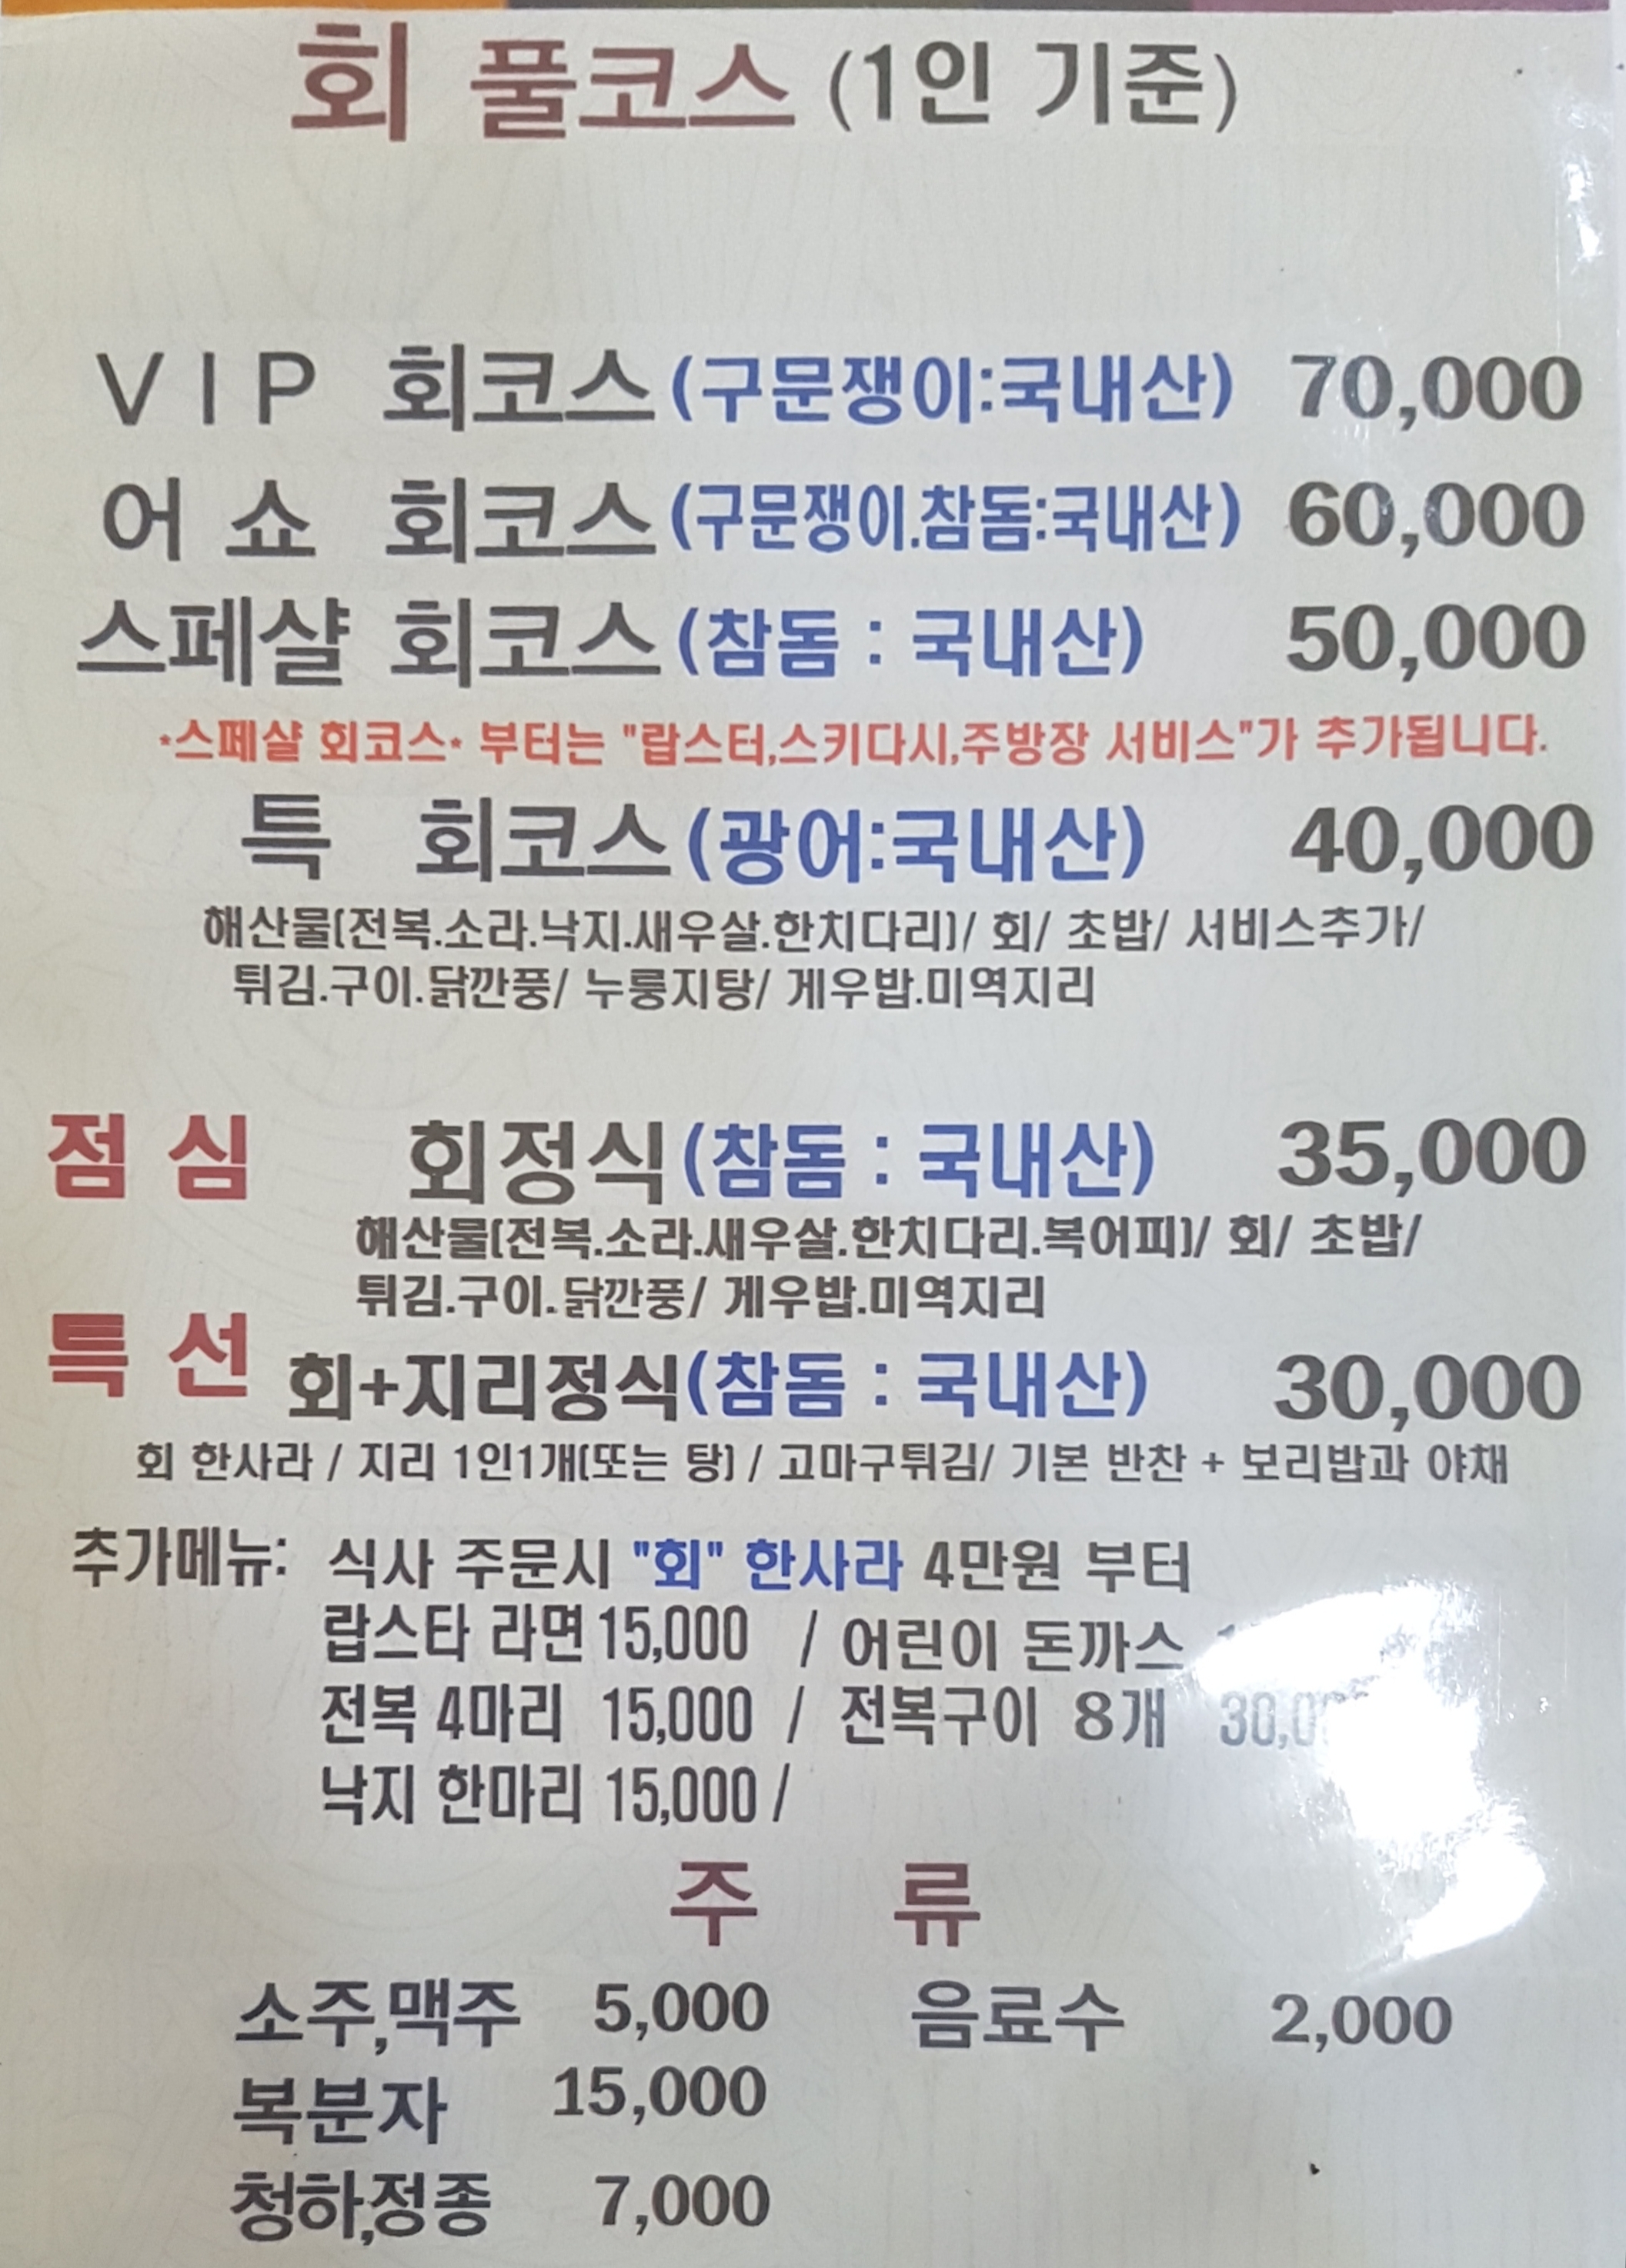 회 풀코스 (1인 기준)
VIP 회코스 (구문쟁이:국내산) 70,000
어쇼 회코스 (구문쟁이.참돔:국내산) 60,000
스페샬 회코스 (참돔 : 국내산) 50,000
*스페샬 회코스* 부터는 "랍스터,스키다시,주방장 서비스"가 추가됩니다.
특 회코스 (광어:국내산) 40,000
해산물(전복.소라.낙지.새우살.한치다리)/ 회/ 초밥/ 서비스추가/
튀김.구이.닭깐풍/ 누룽지탕/ 게우밥.미역지리
점심 회정식 (참돔 : 국내산) 35,000
해산물(전복.소라.새우살.한치다리.복어피)/ 회/ 초밥/
튀김.구이.닭깐풍/ 게우밥.미역지리
특선 회+지리정식(참돔 : 국내산) 30,000
회 한사라 / 지리 1인1개(또는 탕) / 고마구튀김/ 기본 반찬 + 보리밥과 야채
추가메뉴: 식사 주문시 "회" 한사라 4만원 부터
랍스타 라면 15,000 / 어린이 돈까스
전복 4마리 15,000 / 전복구이 8개
낙지 한마리 15,000 /
주 류
소주,맥주 5,000 음료수 2,000
복분자 15,000
청하,정종 7,000